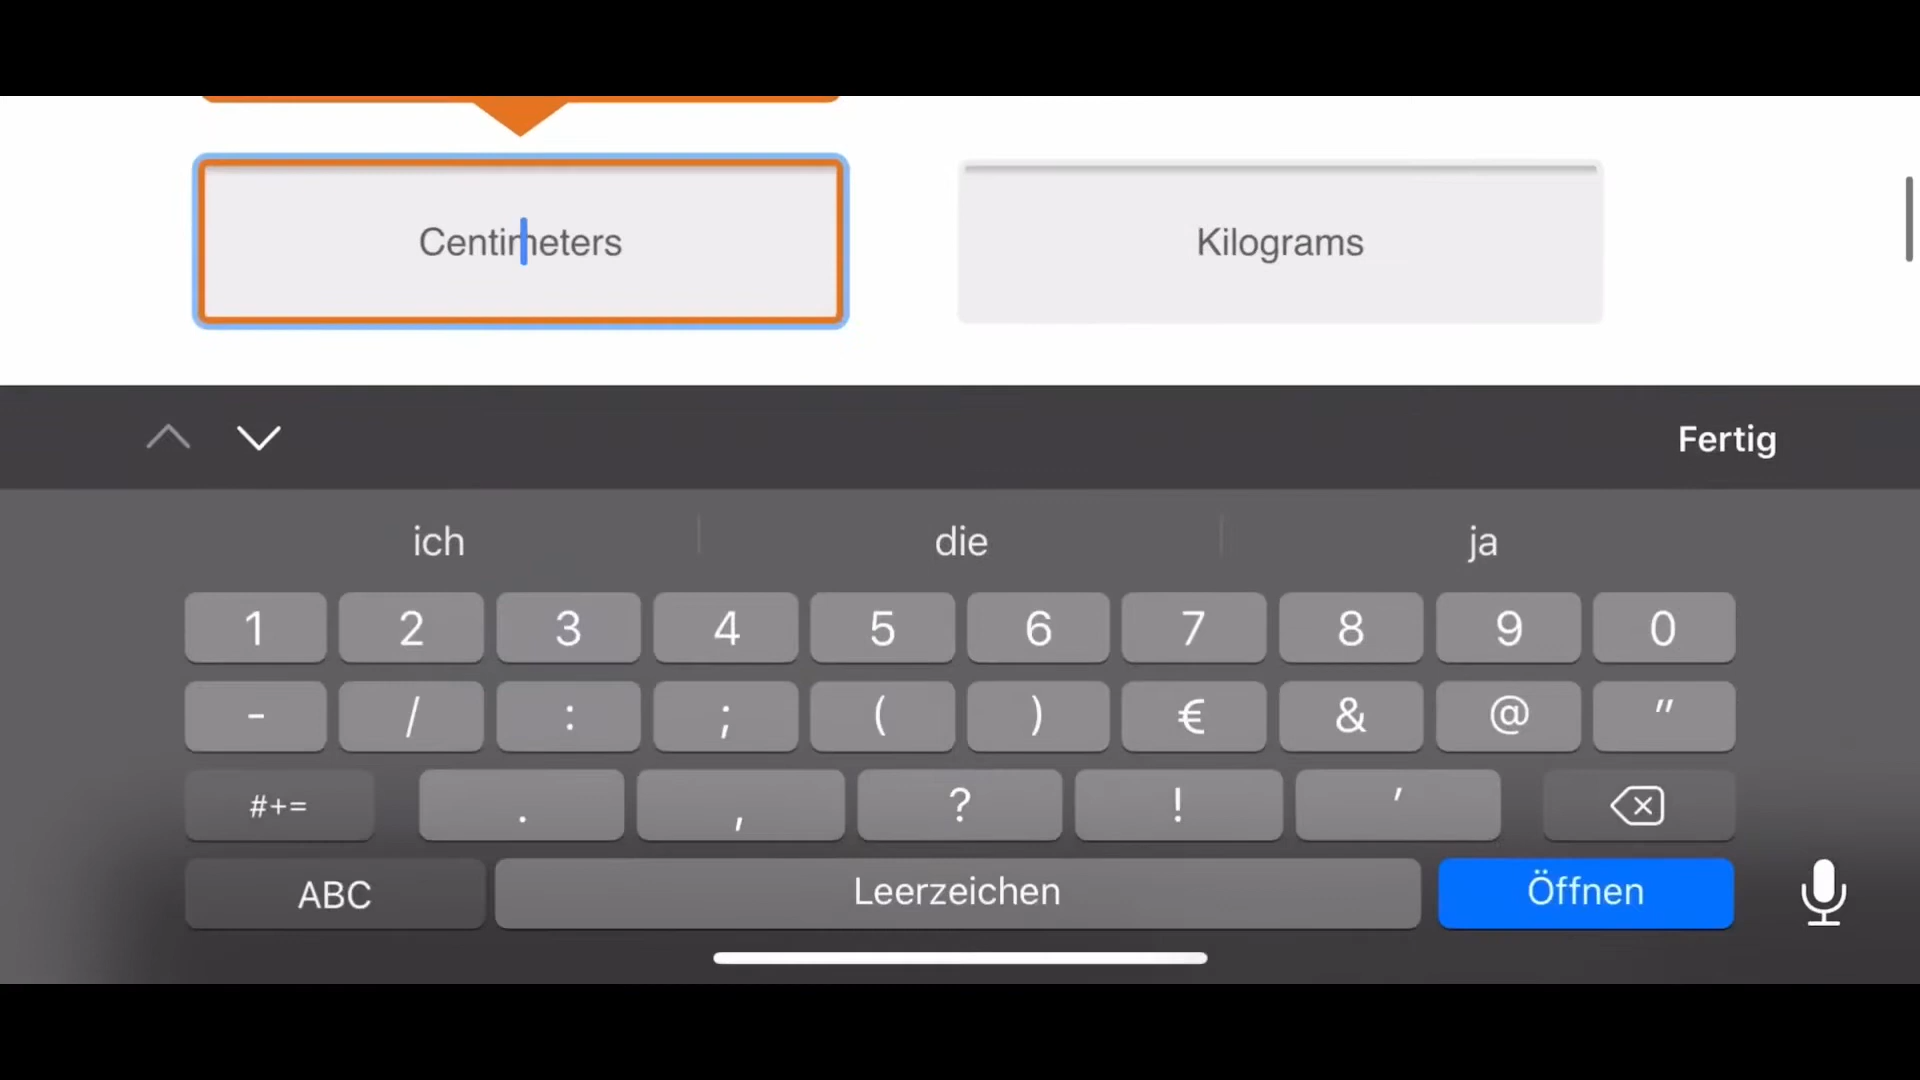 Centimeters Kilograms
Fertig
ich die ja
1 2 3 4 5 6 7 8 9 0
- / : ; ( ) € & @ "
#+= . , ? ! '
ABC Leerzeichen Öffnen